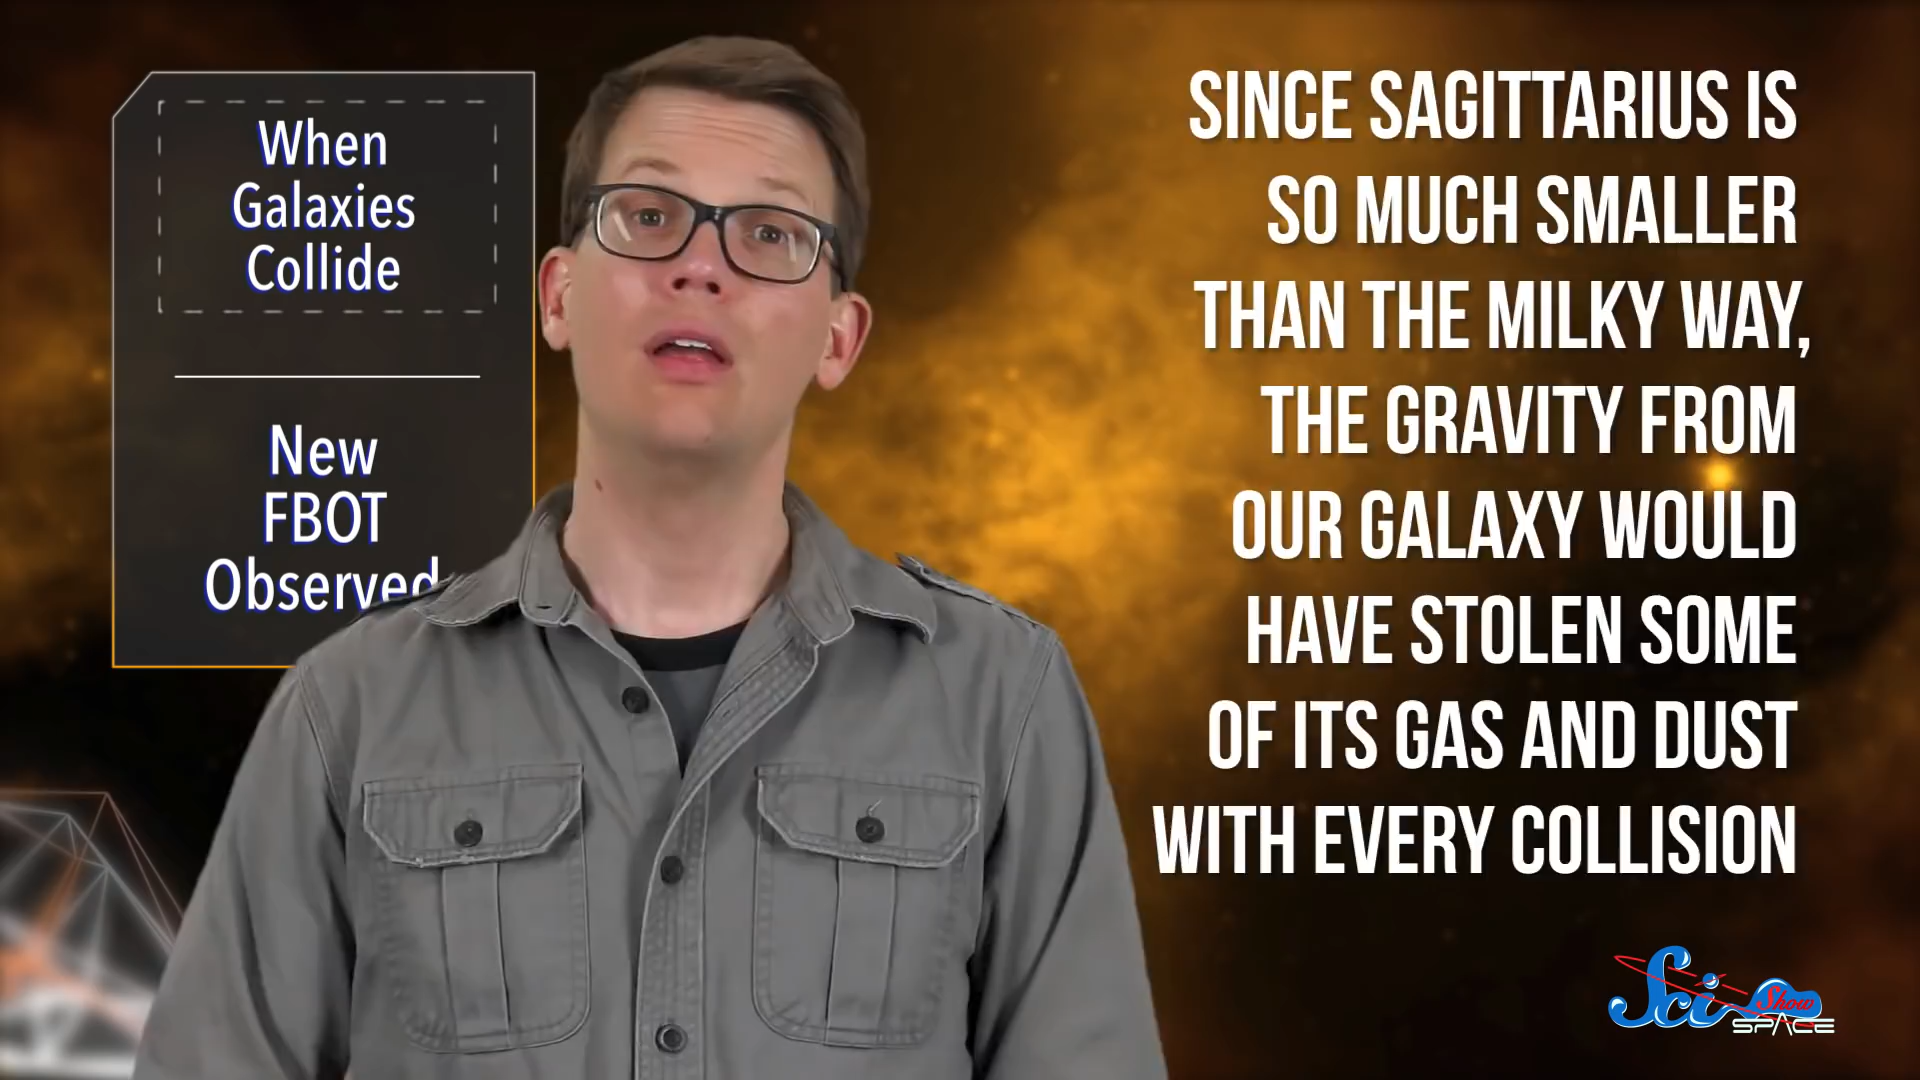 When
Galaxies
Collide
New
FBOT
Observed
SINCE SAGITTARIUS IS
SO MUCH SMALLER
THAN THE MILKY WAY,
THE GRAVITY FROM
OUR GALAXY WOULD
HAVE STOLEN SOME
OF ITS GAS AND DUST
WITH EVERY COLLISION
Sci
Show
SPACE